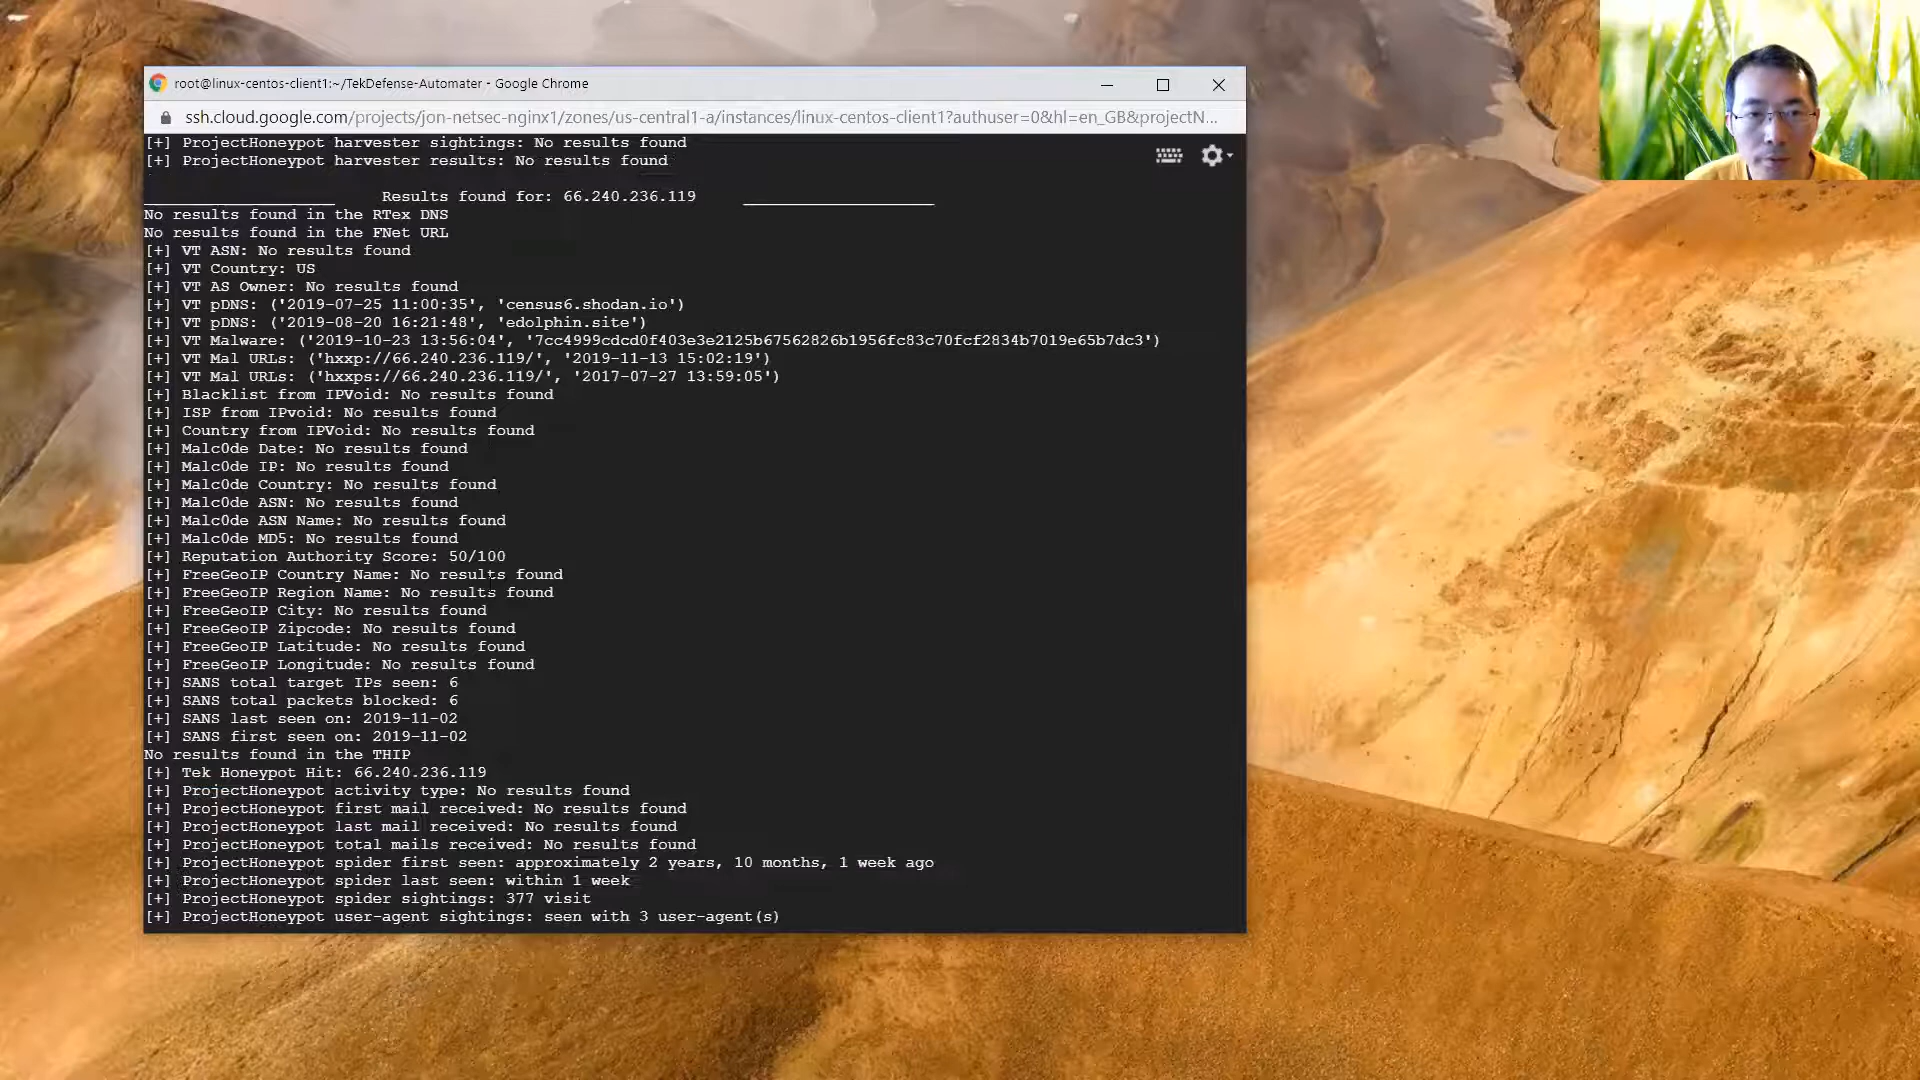 root@linux-centos-client1:~/TekDefense-Automater - Google Chrome
ssh.cloud.google.com/projects/jon-netsec-nginx1/zones/us-central1-a/instances/linux-centos-client1?authuser=0&hl=en_GB&projectN...
[+] ProjectHoneypot harvester sightings: No results found
[+] ProjectHoneypot harvester results: No results found
____________________ Results found for: 66.240.236.119 ____________________
No results found in the RTex DNS
No results found in the FNet URL
[+] VT ASN: No results found
[+] VT Country: US
[+] VT AS Owner: No results found
[+] VT pDNS: ('2019-07-25 11:00:35', 'census6.shodan.io')
[+] VT pDNS: ('2019-08-20 16:21:48', 'edolphin.site')
[+] VT Malware: ('2019-10-23 13:56:04', '7cc4999cdcd0f403e3e2125b67562826b1956fc83c70fcf2834b7019e65b7dc3')
[+] VT Mal URLs: ('hxxp://66.240.236.119/', '2019-11-13 15:02:19')
[+] VT Mal URLs: ('hxxps://66.240.236.119/', '2017-07-27 13:59:05')
[+] Blacklist from IPVoid: No results found
[+] ISP from IPvoid: No results found
[+] Country from IPVoid: No results found
[+] Malc0de Date: No results found
[+] Malc0de IP: No results found
[+] Malc0de Country: No results found
[+] Malc0de ASN: No results found
[+] Malc0de ASN Name: No results found
[+] Malc0de MD5: No results found
[+] Reputation Authority Score: 50/100
[+] FreeGeoIP Country Name: No results found
[+] FreeGeoIP Region Name: No results found
[+] FreeGeoIP City: No results found
[+] FreeGeoIP Zipcode: No results found
[+] FreeGeoIP Latitude: No results found
[+] FreeGeoIP Longitude: No results found
[+] SANS total target IPs seen: 6
[+] SANS total packets blocked: 6
[+] SANS last seen on: 2019-11-02
[+] SANS first seen on: 2019-11-02
No results found in the THIP
[+] Tek Honeypot Hit: 66.240.236.119
[+] ProjectHoneypot activity type: No results found
[+] ProjectHoneypot first mail received: No results found
[+] ProjectHoneypot last mail received: No results found
[+] ProjectHoneypot total mails received: No results found
[+] ProjectHoneypot spider first seen: approximately 2 years, 10 months, 1 week ago
[+] ProjectHoneypot spider last seen: within 1 week
[+] ProjectHoneypot spider sightings: 377 visit
[+] ProjectHoneypot user-agent sightings: seen with 3 user-agent(s)